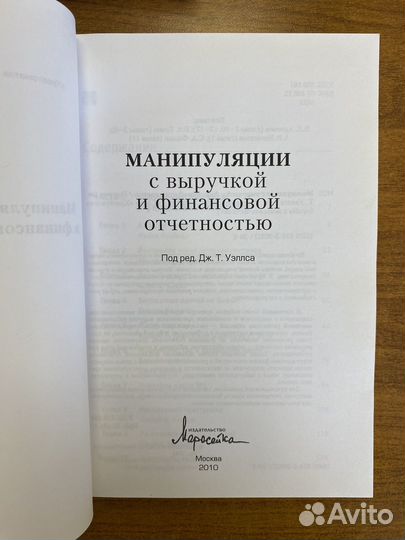 МАНИПУЛЯЦИИ
с выручкой
и финансовой
отчетностью
Под ред. Дж. Т. Уэллса
издательство
Маросейка
Москва
2010
Avito